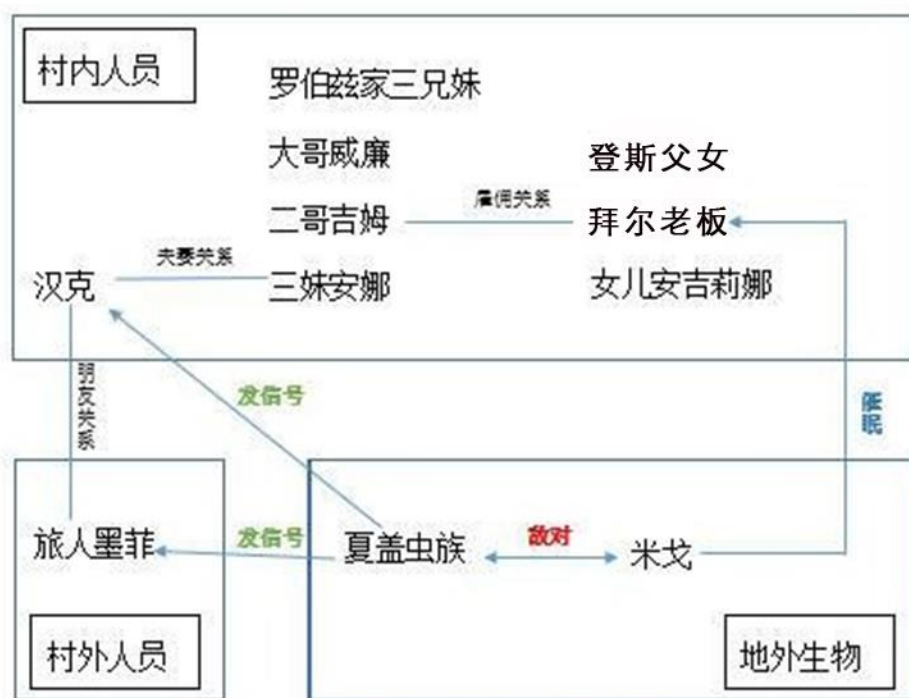 村内人员
罗伯兹家三兄妹
大哥威廉
登斯父女
二哥吉姆
雇佣关系
拜尔老板
夫妻关系
汉克
三妹安娜
女儿安吉莉娜
朋友关系
发信号
催眠
旅人墨菲
发信号
夏盖虫族
敌对
米戈
村外人员
地外生物